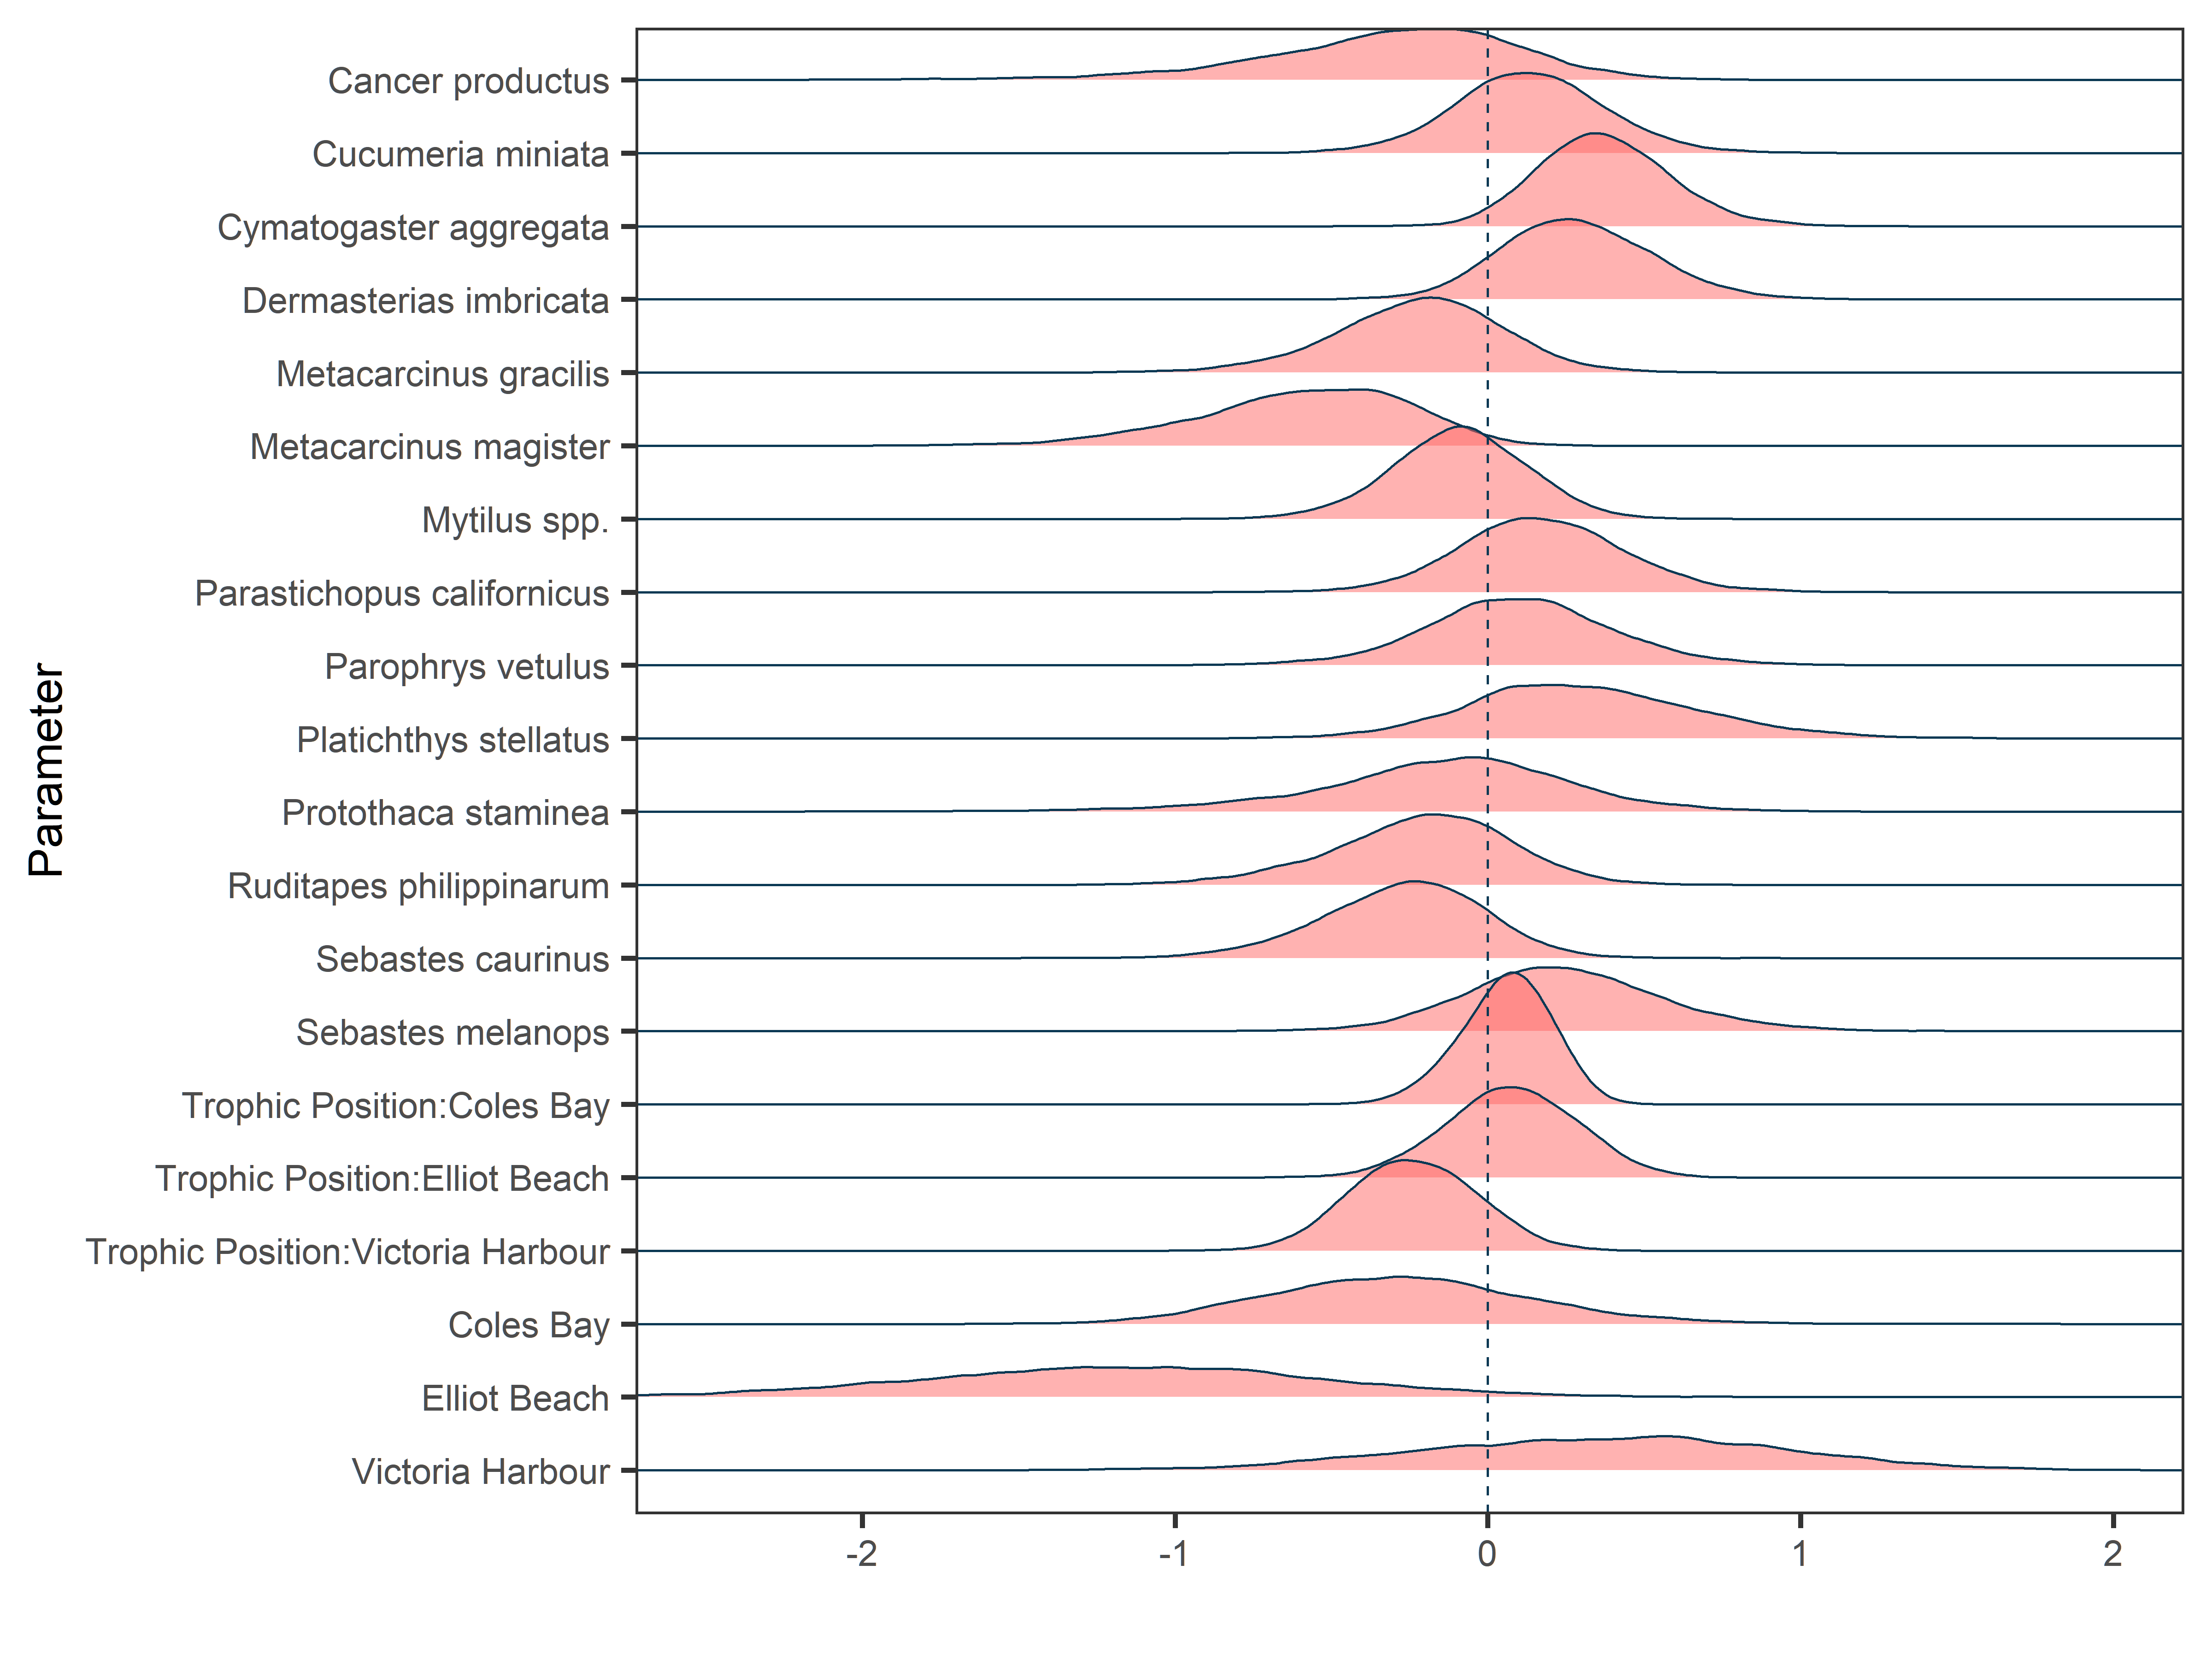 Parameter
Cancer productus
Cucumeria miniata
Cymatogaster aggregata
Dermasterias imbricata
Metacarcinus gracilis
Metacarcinus magister
Mytilus spp.
Parastichopus californicus
Parophrys vetulus
Platichthys stellatus
Protothaca staminea
Ruditapes philippinarum
Sebastes caurinus
Sebastes melanops
Trophic Position:Coles Bay
Trophic Position:Elliot Beach
Trophic Position:Victoria Harbour
Coles Bay
Elliot Beach
Victoria Harbour
-2 -1 0 1 2